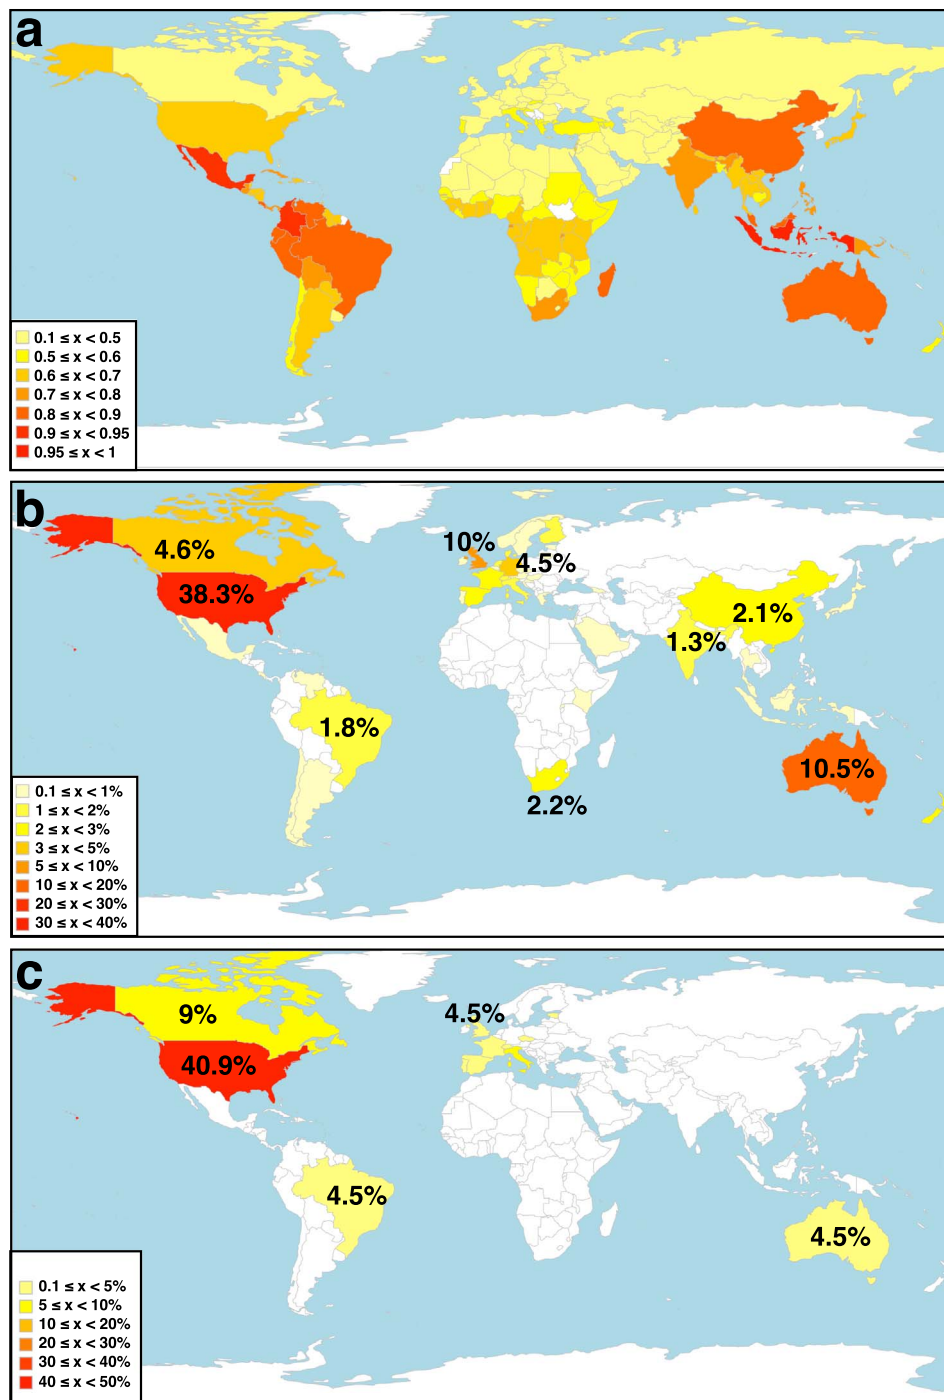 a
0.1 ≤ x < 0.5
0.5 ≤ x < 0.6
0.6 ≤ x < 0.7
0.7 ≤ x < 0.8
0.8 ≤ x < 0.9
0.9 ≤ x < 0.95
0.95 ≤ x < 1
b
10%
4.6%
4.5%
38.3%
2.1%
1.3%
1.8%
10.5%
2.2%
0.1 ≤ x < 1%
1 ≤ x < 2%
2 ≤ x < 3%
3 ≤ x < 5%
5 ≤ x < 10%
10 ≤ x < 20%
20 ≤ x < 30%
30 ≤ x < 40%
c
9%
4.5%
40.9%
4.5%
4.5%
0.1 ≤ x < 5%
5 ≤ x < 10%
10 ≤ x < 20%
20 ≤ x < 30%
30 ≤ x < 40%
40 ≤ x < 50%